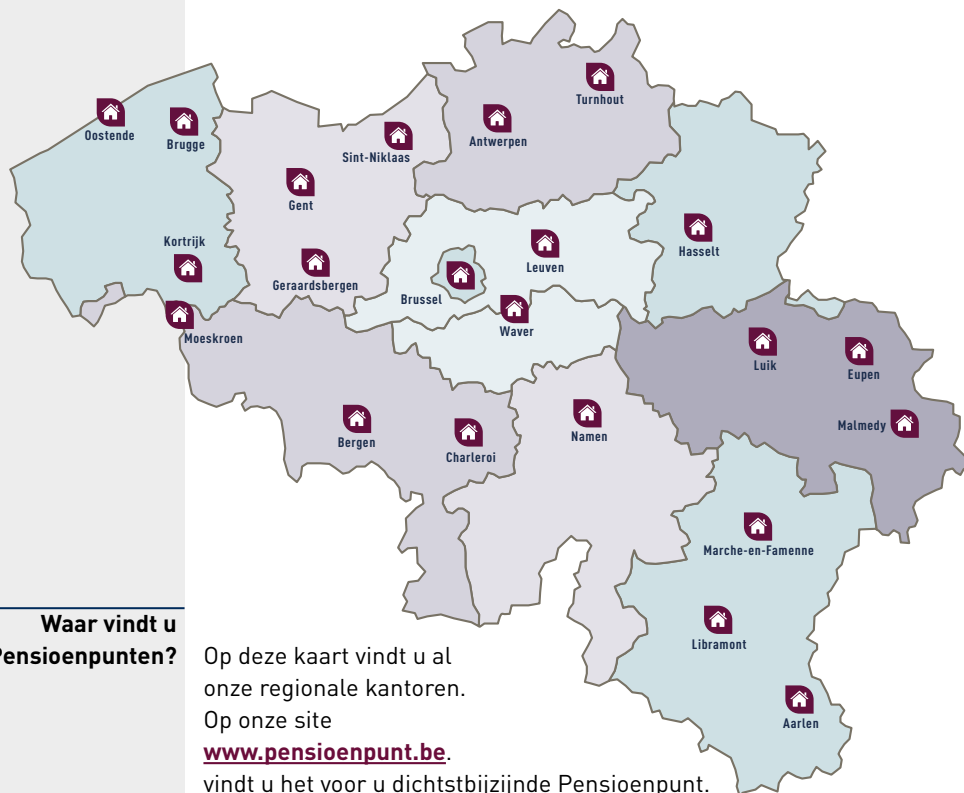 Turnhout
Oostende
Brugge
Antwerpen
Sint-Niklaas
Gent
Kortrijk
Hasselt
Leuven
Geraardsbergen
Brussel
Waver
Moeskroen
Luik
Eupen
Malmedy
Namen
Bergen
Charleroi
Marche-en-Famenne
Libramont
Aarlen
Waar vindt u
Pensioenpunten?
Op deze kaart vindt u al
onze regionale kantoren.
Op onze site
www.pensioenpunt.be.
vindt u het voor u dichtstbijzijnde Pensioenpunt.